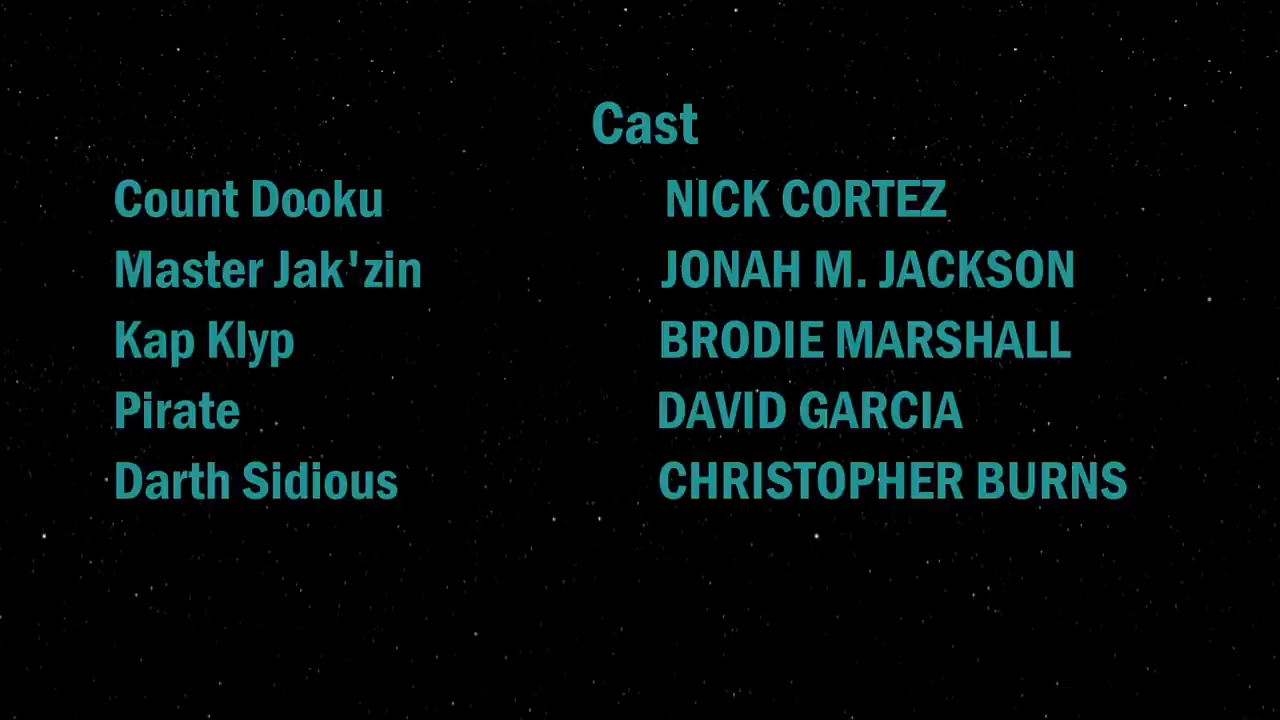 Cast
Count Dooku NICK CORTEZ
Master Jak'zin JONAH M. JACKSON
Kap Klyp BRODIE MARSHALL
Pirate DAVID GARCIA
Darth Sidious CHRISTOPHER BURNS